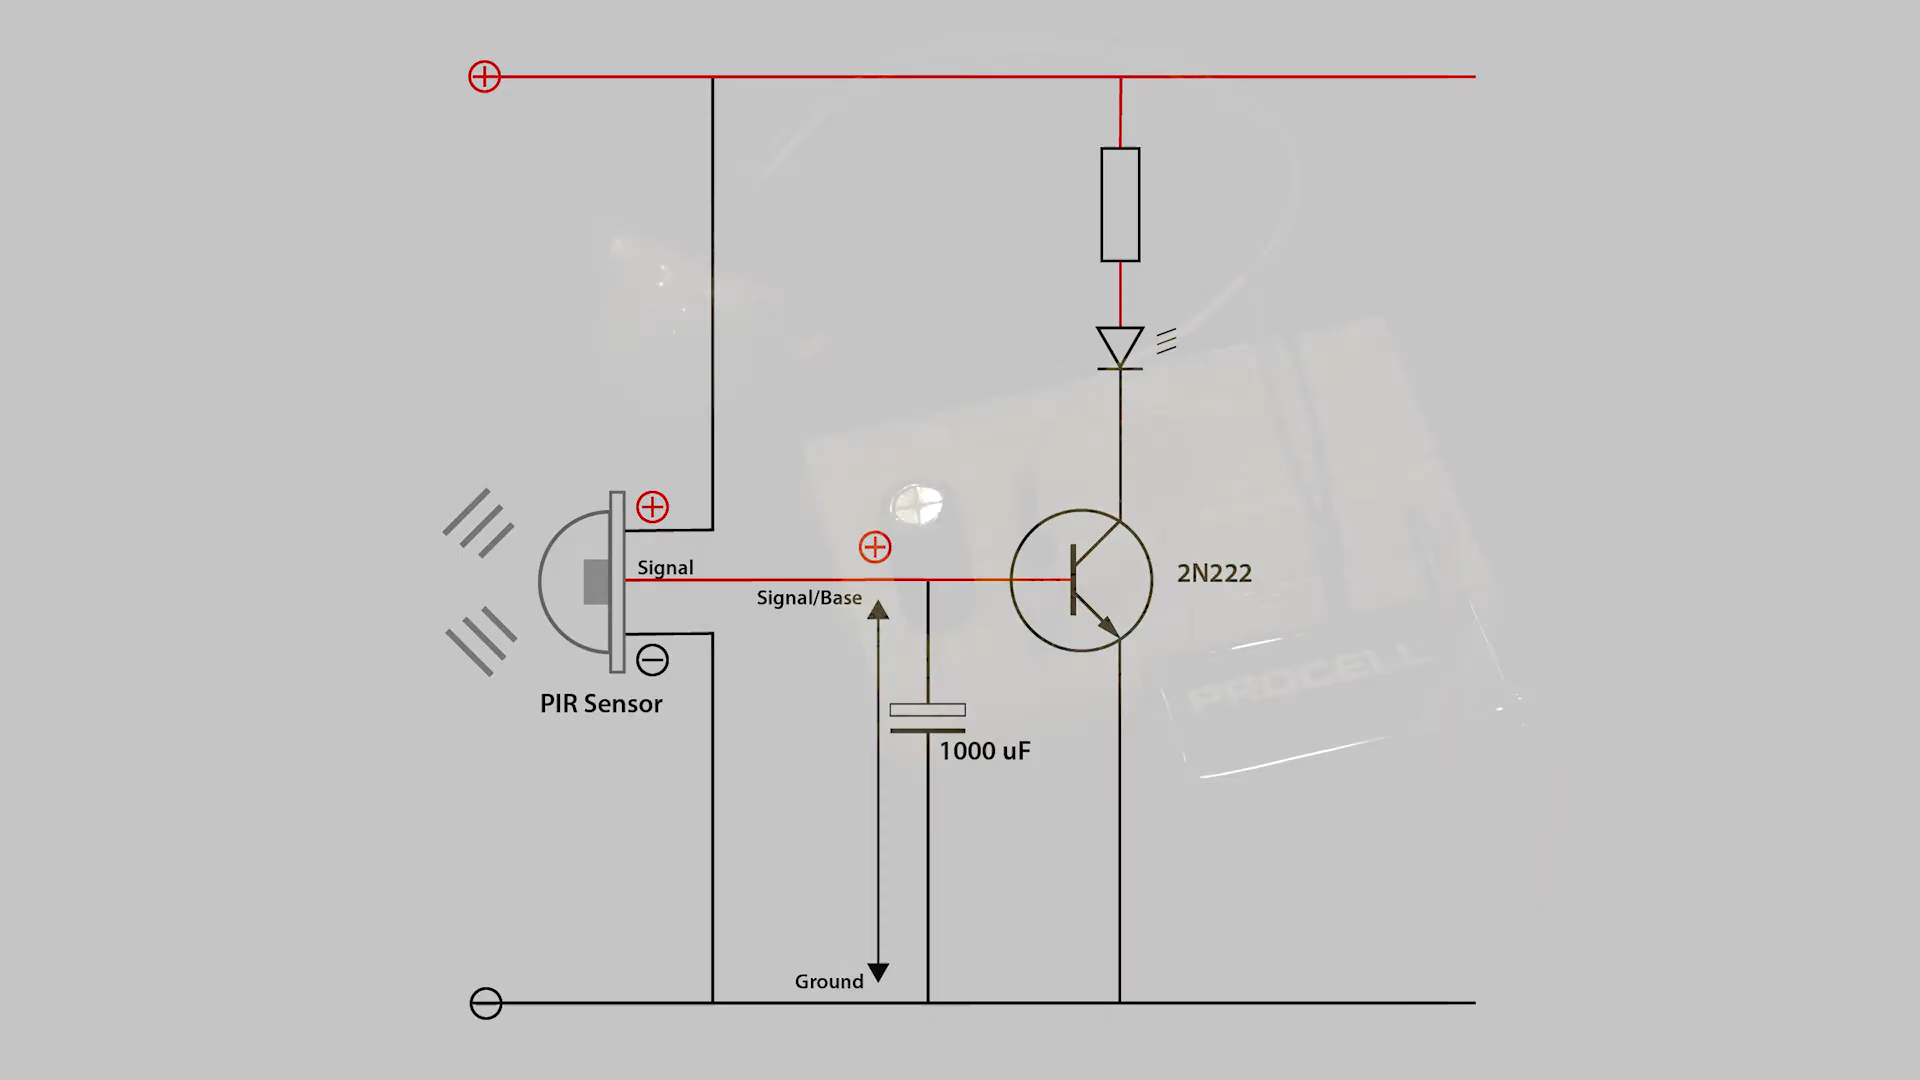 Signal
Signal/Base
2N222
PROCELL
PIR Sensor
1000 uF
Ground